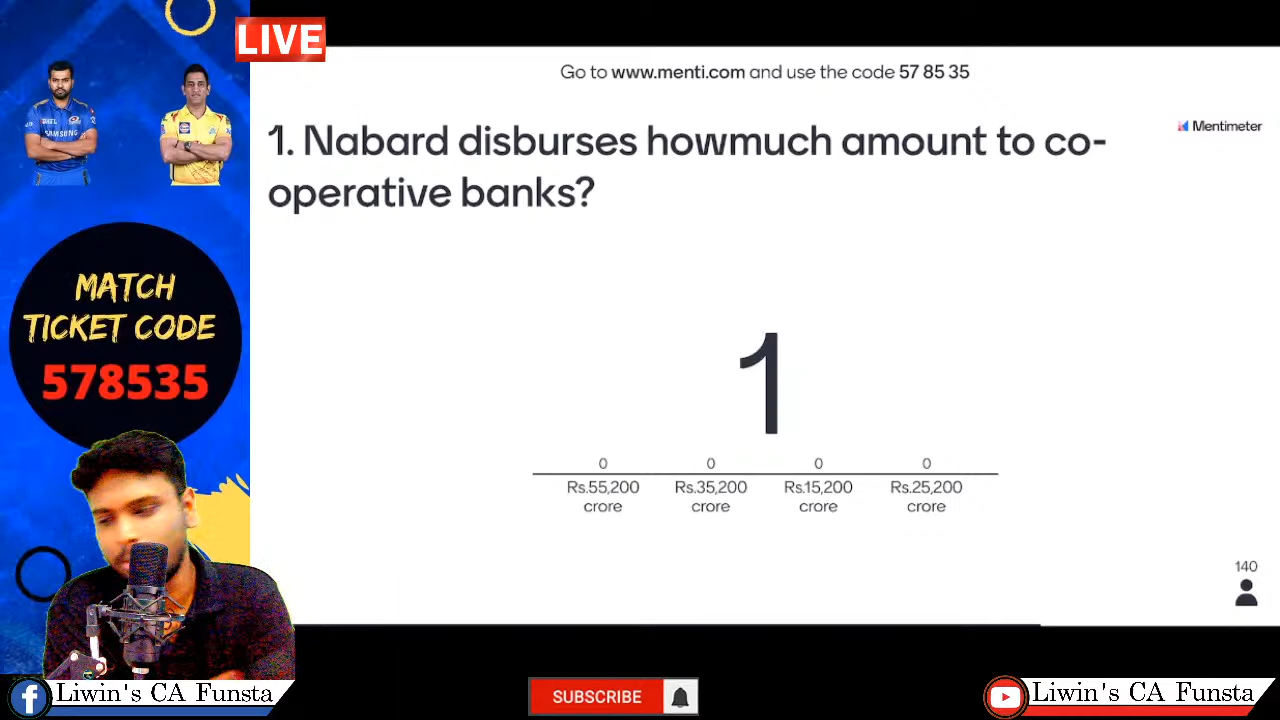 LIVE
Go to www.menti.com and use the code 57 85 35
Mentimeter
1. Nabard disburses howmuch amount to co-
operative banks?
SAMSUNG
MATCH
TICKET CODE
578535
1
0 0 0 0
Rs.55,200 Rs.35,200 Rs.15,200 Rs.25,200
crore crore crore crore
140
Liwin's CA Funsta
SUBSCRIBE
Liwin's CA Funsta